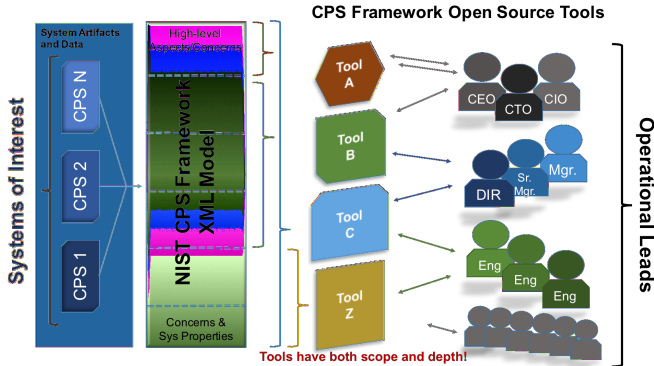 CPS Framework Open Source Tools
System Artifacts
and Data
Systems of Interest
CPS N
CPS 2
CPS 1
High-level
Aspects/Concerns
NIST CPS Framework
XML Model
Concerns &
Sys Properties
Tool
A
Tool
B
Tool
C
Tool
Z
Tools have both scope and depth!
CEO
CTO
CIO
DIR
Sr.
Mgr.
Mgr.
Eng
Eng
Eng
Operational Leads